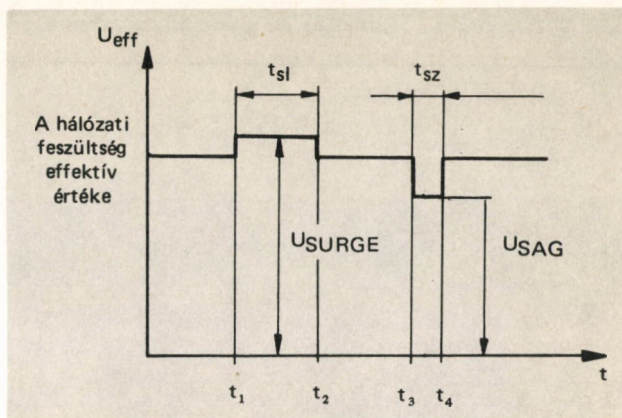 Ueff
tsl
tsz
A hálózati
feszültség
effektív
értéke
USURGE
USAG
t
t1
t2
t3
t4